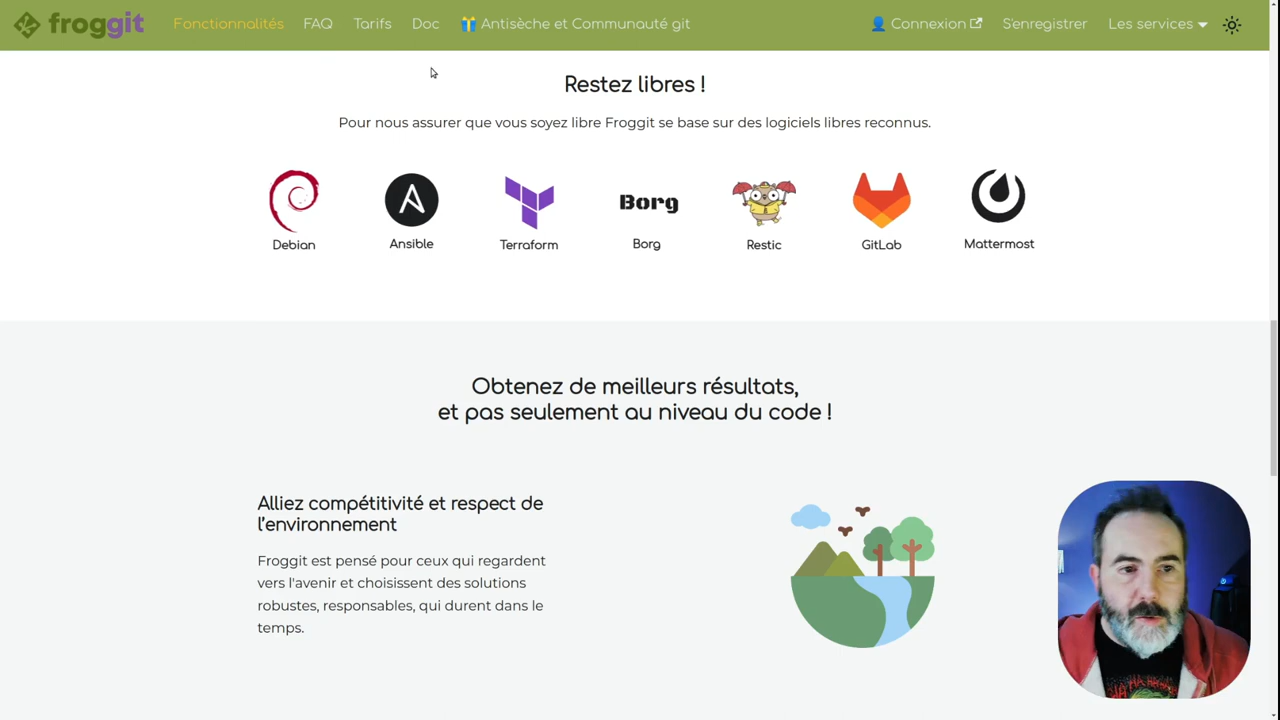 froggit Fonctionnalités FAQ Tarifs Doc 🎁 Antisèche et Communauté git 👤 Connexion S'enregistrer Les services
Restez libres !
Pour nous assurer que vous soyez libre Froggit se base sur des logiciels libres reconnus.
Borg
Debian Ansible Terraform Borg Restic GitLab Mattermost
Obtenez de meilleurs résultats,
et pas seulement au niveau du code !
Alliez compétitivité et respect de
l'environnement
Froggit est pensé pour ceux qui regardent
vers l'avenir et choisissent des solutions
robustes, responsables, qui durent dans le
temps.